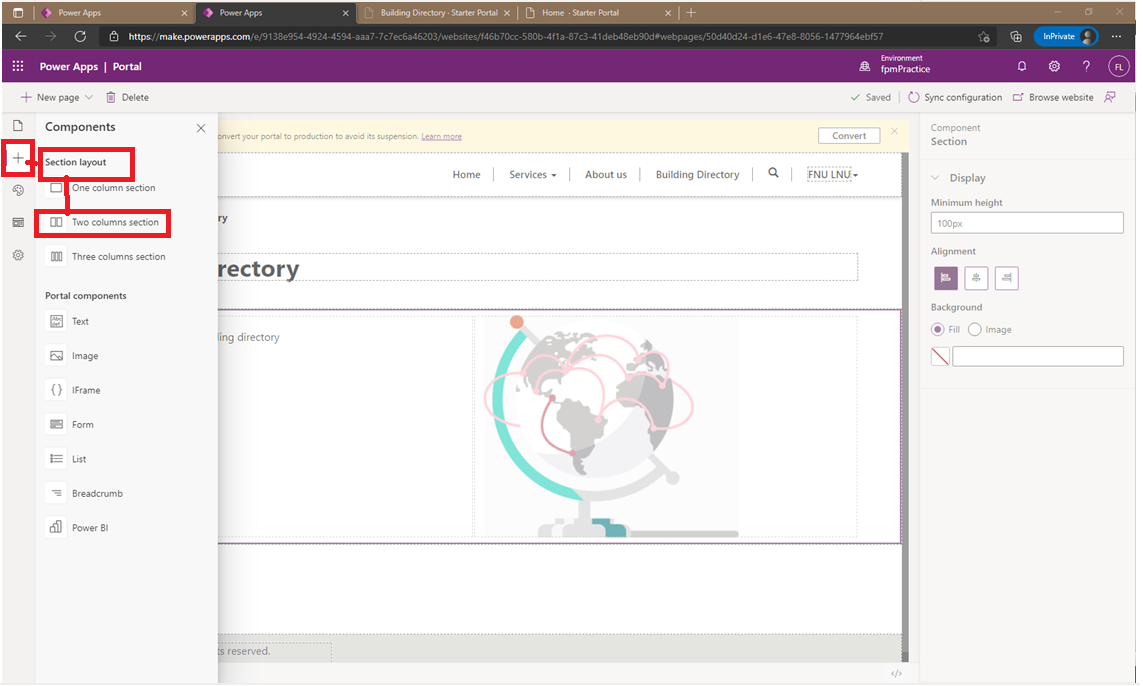 Power Apps
Power Apps
Building Directory · Starter Portal
Home · Starter Portal
https://make.powerapps.com/e/9138e954-4924-4594-aaa7-7c7ec6a46203/websites/f46b70cc-580b-4f1a-87c3-41deb48eb90d#webpages/50d40d24-d1e6-47e8-8056-1477964ebf57
InPrivate
Power Apps | Portal
Environment
fpmPractice
FL
New page
Delete
Saved
Sync configuration
Browse website
Components
Section layout
One column section
Two columns section
Three columns section
Portal components
Text
Image
IFrame
Form
List
Breadcrumb
Power BI
onvert your portal to production to avoid its suspension. Learn more
Convert
Home
Services
About us
Building Directory
FNU LNU
ry
rectory
ling directory
ts reserved.
</>
Component
Section
Display
Minimum height
100px
Alignment
Background
Fill
Image